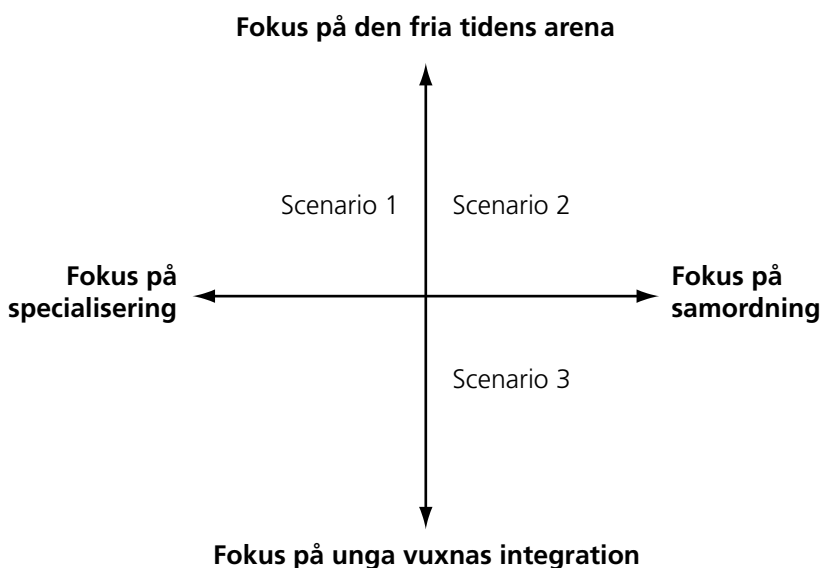 Fokus på den fria tidens arena
Scenario 1
Scenario 2
Fokus på
specialisering
Fokus på
samordning
Scenario 3
Fokus på unga vuxnas integration